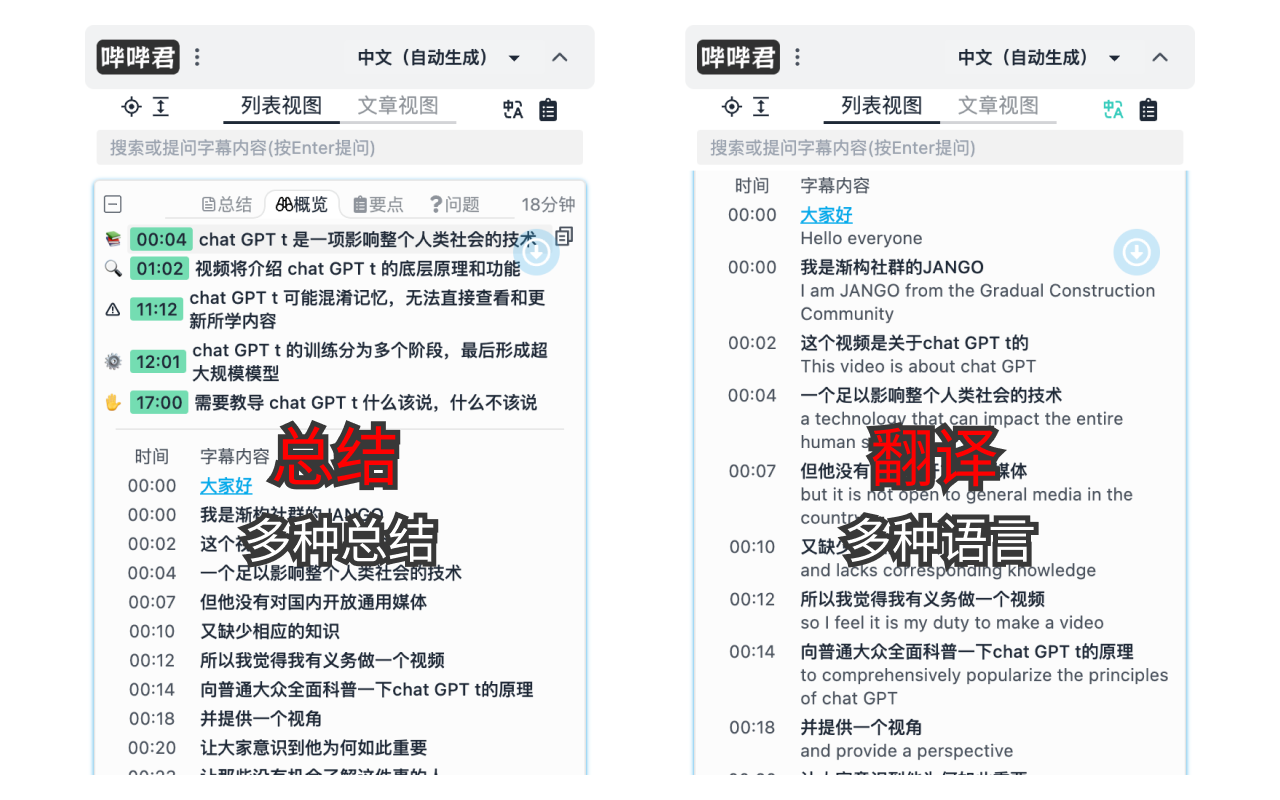 哔哔君
中文（自动生成）
列表视图 文章视图
搜索或提问字幕内容(按Enter提问)
总结 概览 要点 ?问题 18分钟
00:04 chat GPT t 是一项影响整个人类社会的技术
01:02 视频将介绍 chat GPT t 的底层原理和功能
11:12 chat GPT t 可能混淆记忆，无法直接查看和更
新所学内容
12:01 chat GPT t 的训练分为多个阶段，最后形成超
大规模模型
17:00 需要教导 chat GPT t 什么该说，什么不该说
时间 字幕内容
总结
00:00 大家好
00:00 我是渐构社群的JANGO
多种总结
00:02 这个视
00:04 一个足以影响整个人类社会的技术
00:07 但他没有对国内开放通用媒体
00:10 又缺少相应的知识
00:12 所以我觉得我有义务做一个视频
00:14 向普通大众全面科普一下chat GPT t的原理
00:18 并提供一个视角
00:20 让大家意识到他为何如此重要
哔哔君
中文（自动生成）
列表视图 文章视图
搜索或提问字幕内容(按Enter提问)
时间 字幕内容
00:00 大家好
Hello everyone
00:00 我是渐构社群的JANGO
I am JANGO from the Gradual Construction
Community
00:02 这个视频是关于chat GPT t的
This video is about chat GPT
00:04 一个足以影响整个人类社会的技术
a technology that can impact the entire
human
翻译
00:07 但他没有 媒体
but it is not open to general media in the
country
多种语言
00:10 又缺少
and lacks corresponding knowledge
00:12 所以我觉得我有义务做一个视频
so I feel it is my duty to make a video
00:14 向普通大众全面科普一下chat GPT t的原理
to comprehensively popularize the principles
of chat GPT
00:18 并提供一个视角
and provide a perspective